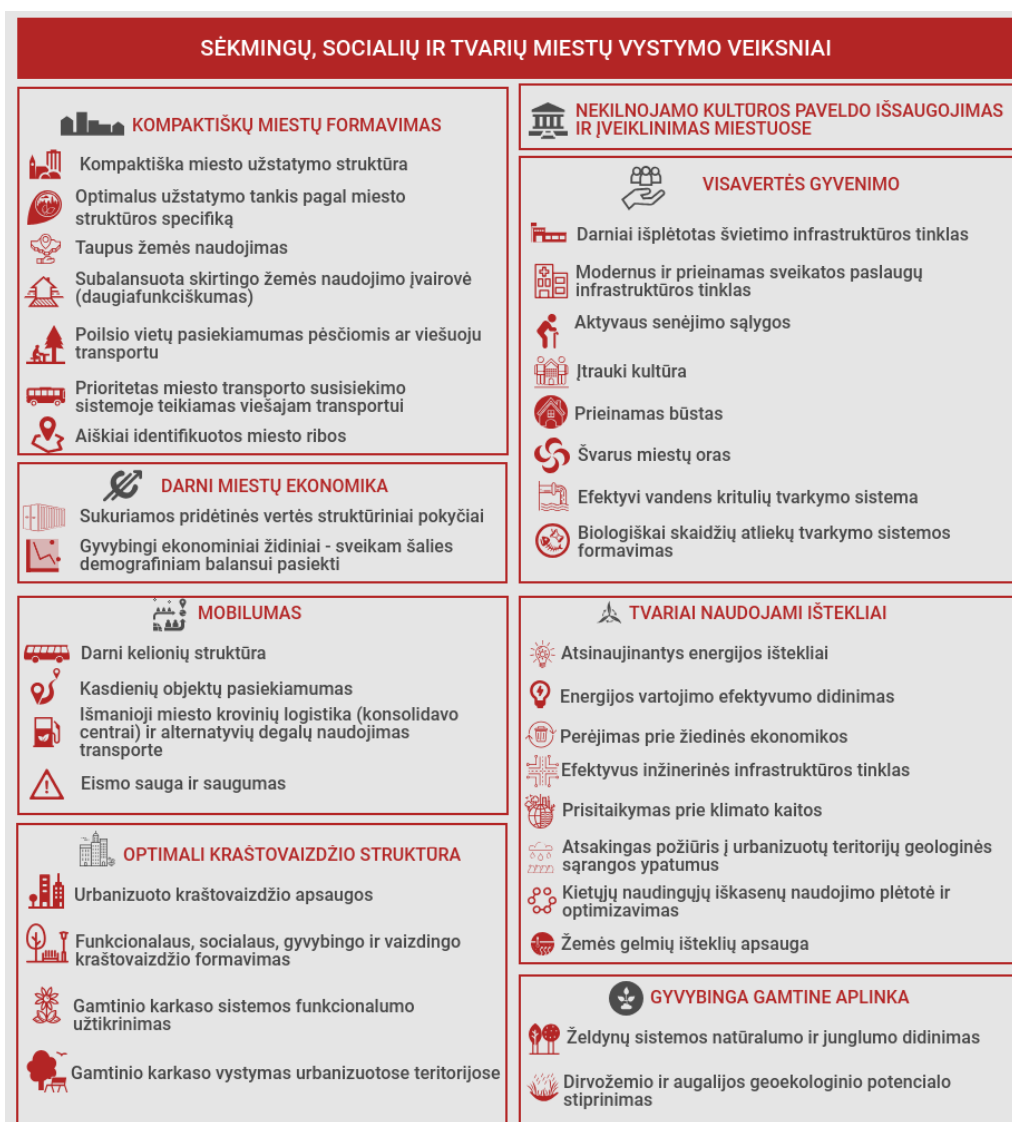 SĖKMINGŲ, SOCIALIŲ IR TVARIŲ MIESTŲ VYSTYMO VEIKSNIAI
KOMPAKTIŠKŲ MIESTŲ FORMAVIMAS
Kompaktiška miesto užstatymo struktūra
Optimalus užstatymo tankis pagal miesto
struktūros specifiką
Taupus žemės naudojimas
Subalansuota skirtingo žemės naudojimo įvairovė
(daugiafunkciškumas)
Poilsio vietų pasiekiamumas pėsčiomis ar viešuoju
transportu
Prioritetas miesto transporto susisiekimo
sistemoje teikiamas viešajam transportui
Aiškiai identifikuotos miesto ribos
DARNI MIESTŲ EKONOMIKA
Sukuriamos pridėtinės vertės struktūriniai pokyčiai
Gyvybingi ekonominiai židiniai - sveikam šalies
demografiniam balansui pasiekti
MOBILUMAS
Darni kelionių struktūra
Kasdienių objektų pasiekiamumas
Išmanioji miesto krovinių logistika (konsolidavo
centrai) ir alternatyvių degalų naudojimas
transporte
Eismo sauga ir saugumas
OPTIMALI KRAŠTOVAIZDŽIO STRUKTŪRA
Urbanizuoto kraštovaizdžio apsaugos
Funkcionalaus, socialaus, gyvybingo ir vaizdingo
kraštovaizdžio formavimas
Gamtinio karkaso sistemos funkcionalumo
užtikrinimas
Gamtinio karkaso vystymas urbanizuotose teritorijose
NEKILNOJAMO KULTŪROS PAVELDO IŠSAUGOJIMAS
IR ĮVEIKLINIMAS MIESTUOSE
VISAVERTĖS GYVENIMO
Darniai išplėtotas švietimo infrastruktūros tinklas
Modernus ir prieinamas sveikatos paslaugų
infrastruktūros tinklas
Aktyvaus senėjimo sąlygos
Įtrauki kultūra
Prieinamas būstas
Švarus miestų oras
Efektyvi vandens kritulių tvarkymo sistema
Biologiškai skaidžių atliekų tvarkymo sistemos
formavimas
TVARIAI NAUDOJAMI IŠTEKLIAI
Atsinaujinantys energijos ištekliai
Energijos vartojimo efektyvumo didinimas
Perėjimas prie žiedinės ekonomikos
Efektyvus inžinerinės infrastruktūros tinklas
Prisitaikymas prie klimato kaitos
Atsakingas požiūris į urbanizuotų teritorijų geologinės
sąrangos ypatumus
Kietųjų naudingųjų iškasenų naudojimo plėtotė ir
optimizavimas
Žemės gelmių išteklių apsauga
GYVYBINGA GAMTINE APLINKA
Želdynų sistemos natūralumo ir junglumo didinimas
Dirvožemio ir augalijos geoekologinio potencialo
stiprinimas